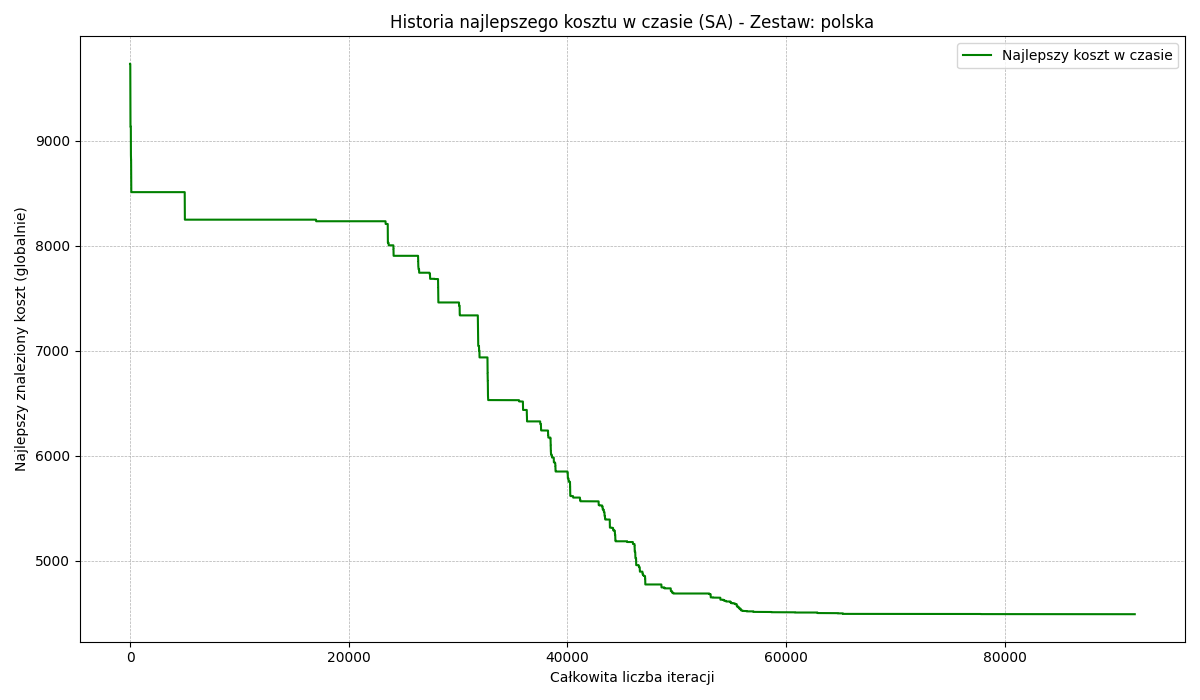 Historia najlepszego kosztu w czasie (SA) - Zestaw: polska
Najlepszy koszt w czasie
Najlepszy znaleziony koszt (globalnie)
9000
8000
7000
6000
5000
0 20000 40000 60000 80000
Całkowita liczba iteracji